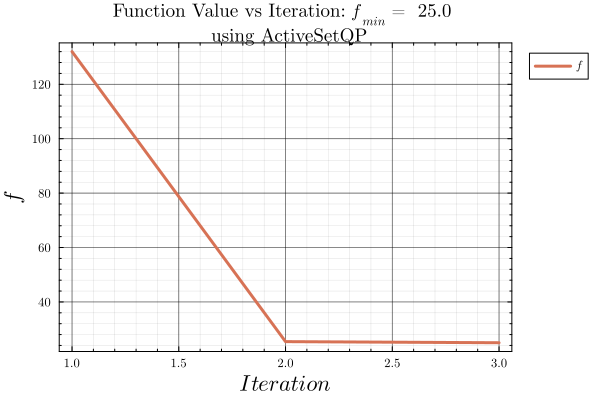 Function Value vs Iteration: f_min = 25.0
using ActiveSetQP
f
120
100
80
60
40
f
1.0
1.5
2.0
2.5
3.0
Iteration